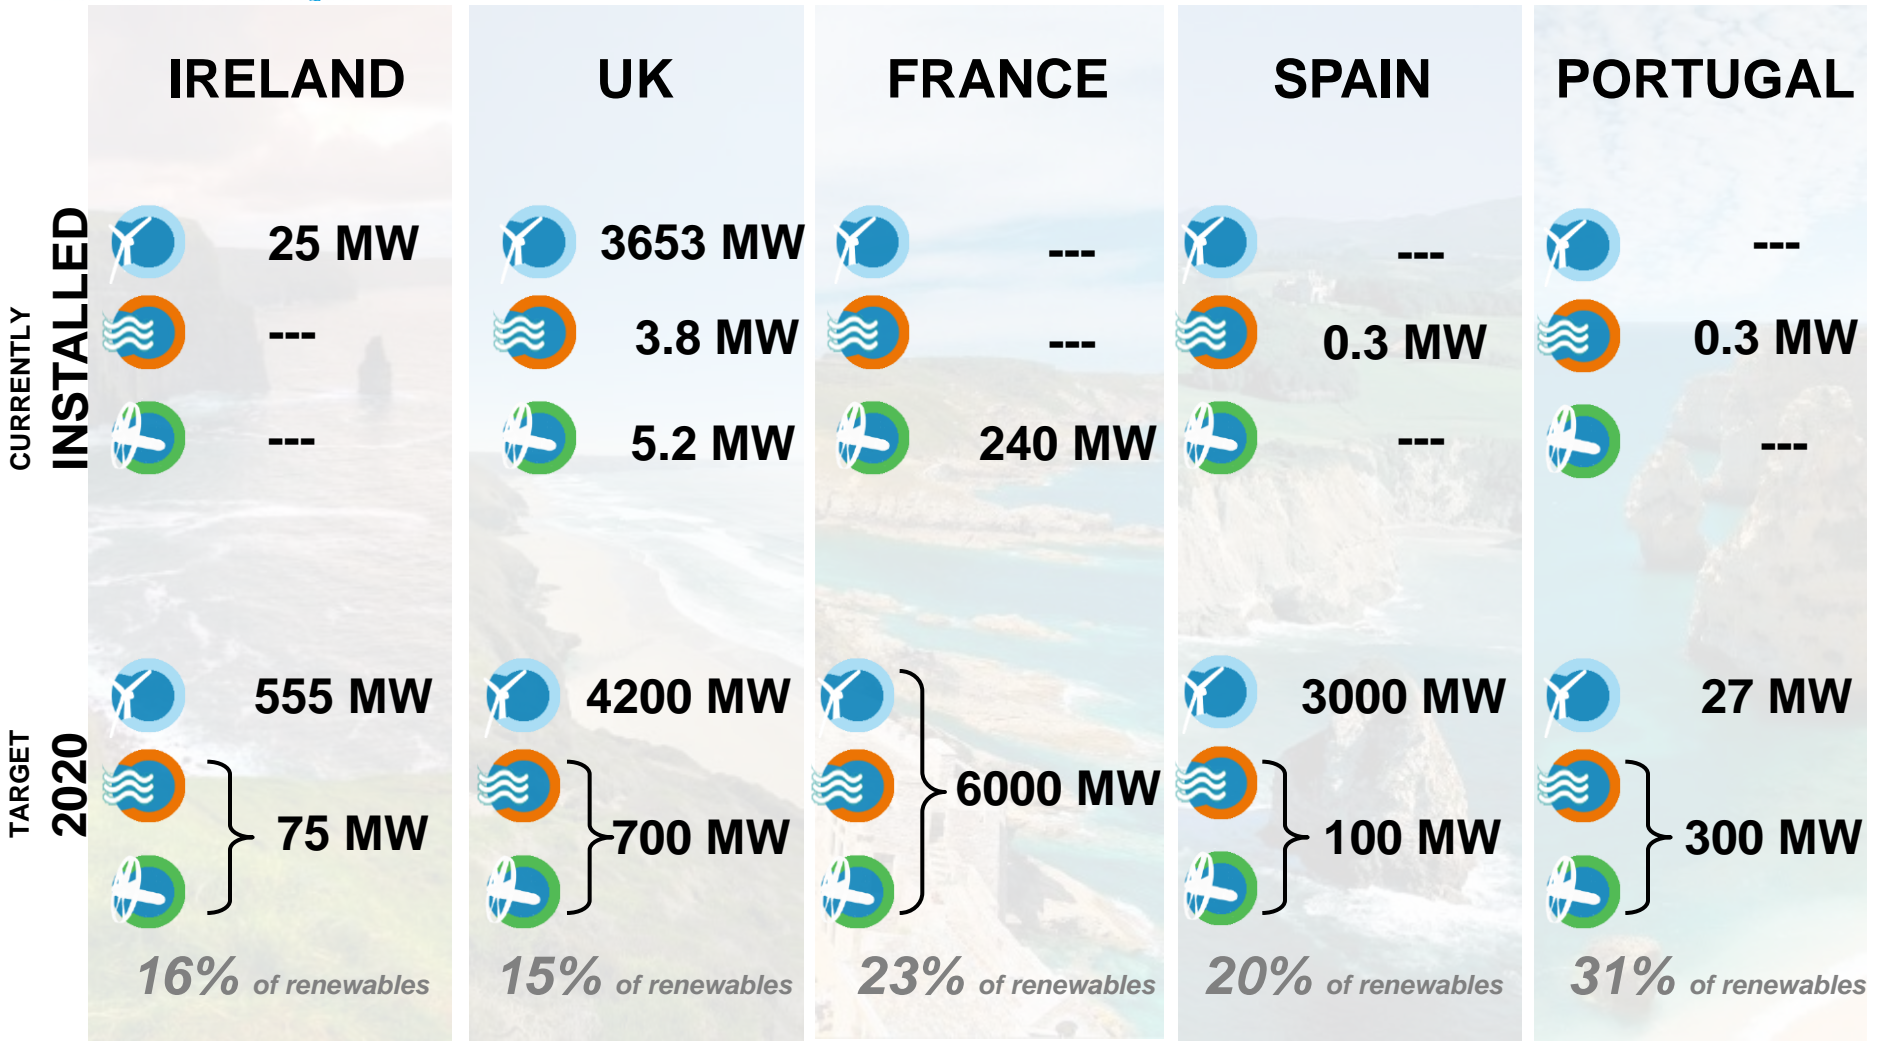 IRELAND
UK
FRANCE
SPAIN
PORTUGAL
CURRENTLY
INSTALLED
25 MW
3653 MW
---
---
---
---
3.8 MW
---
0.3 MW
0.3 MW
---
5.2 MW
240 MW
---
---
TARGET
2020
555 MW
4200 MW
6000 MW
3000 MW
27 MW
75 MW
700 MW
100 MW
300 MW
16% of renewables
15% of renewables
23% of renewables
20% of renewables
31% of renewables